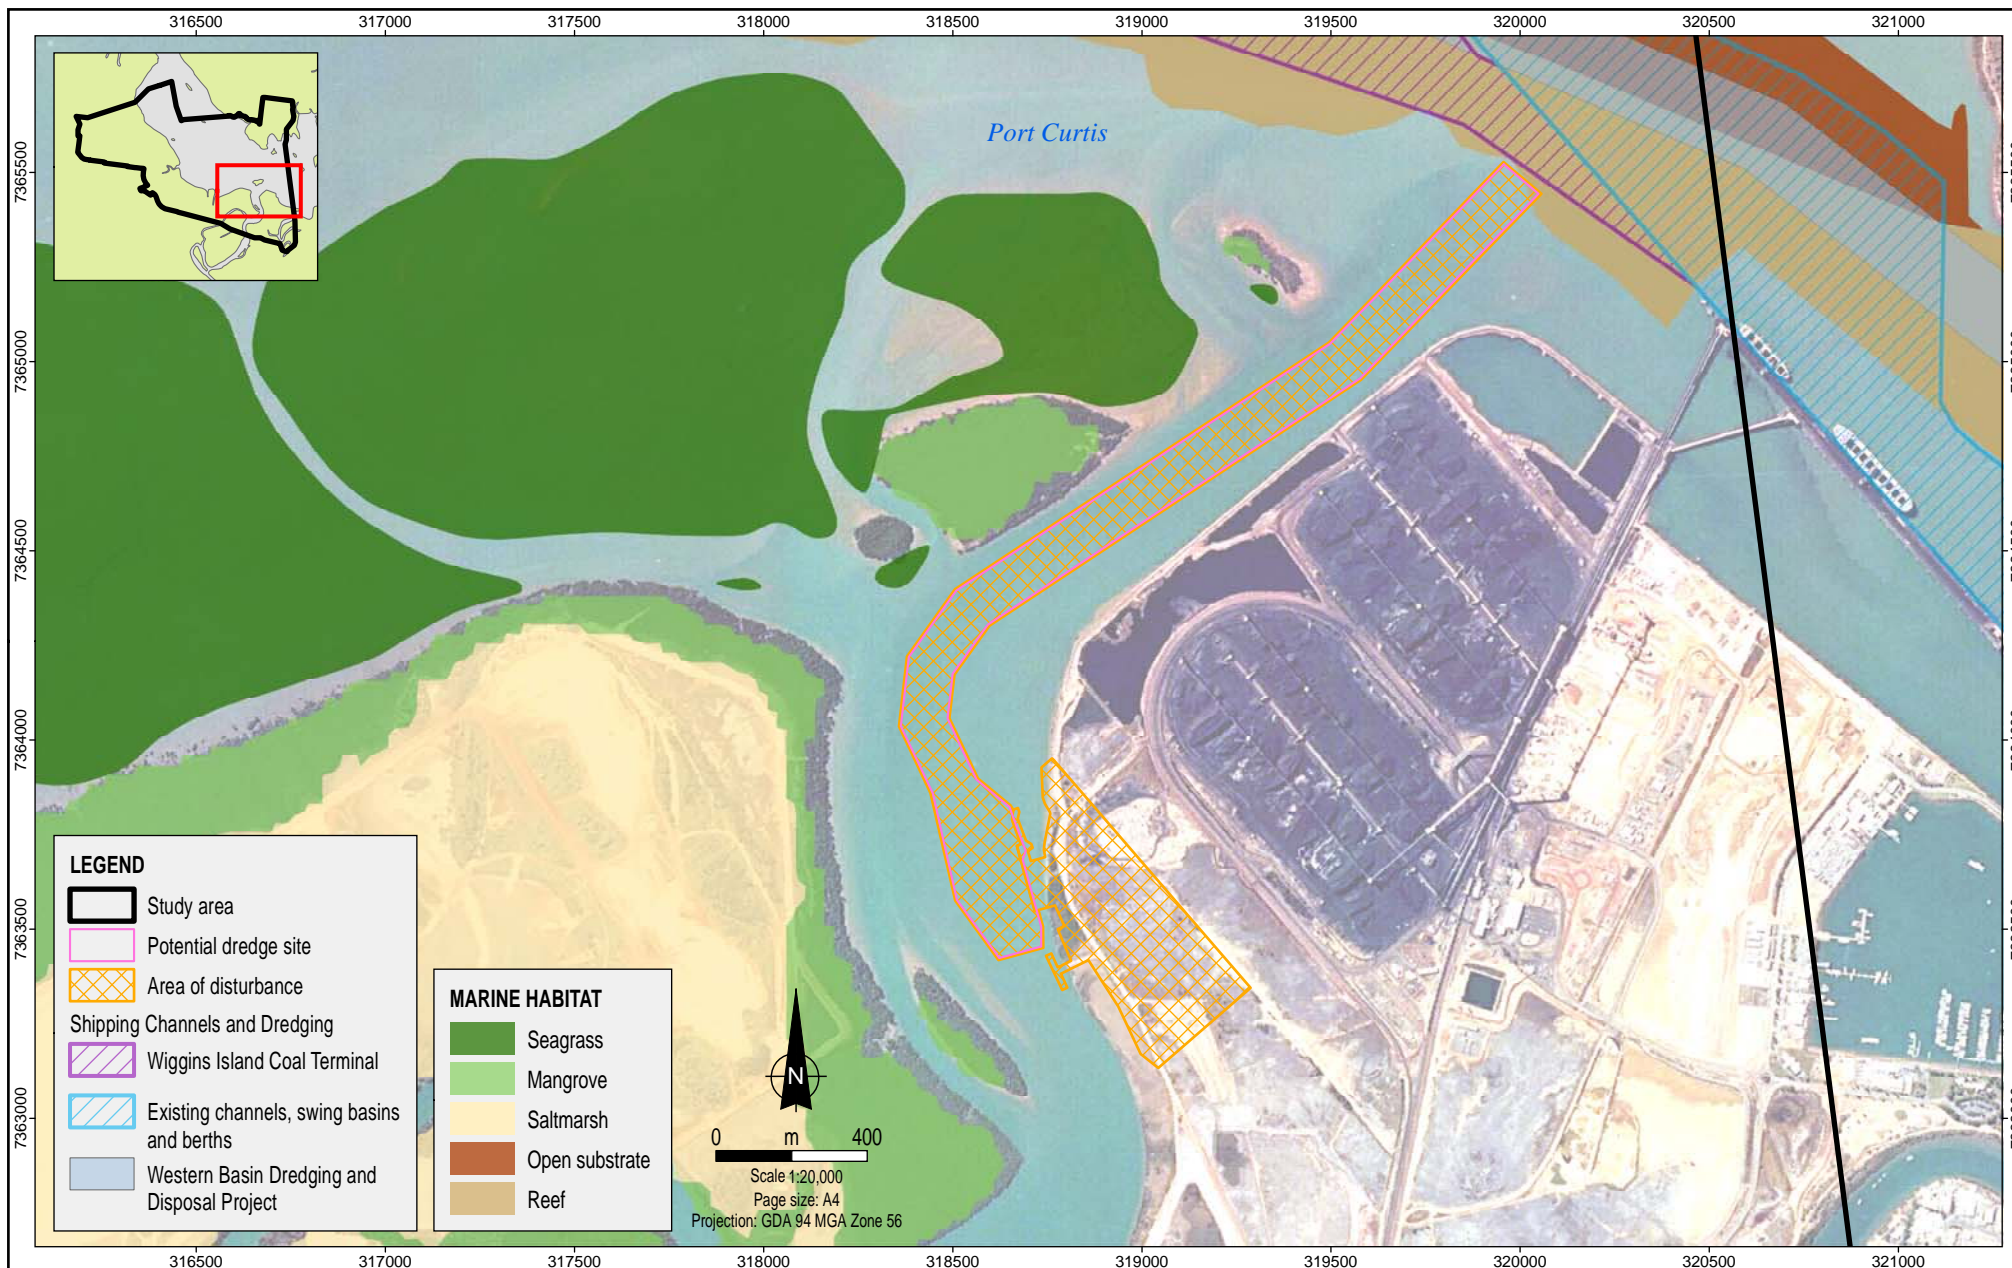 316500 317000 317500 318000 318500 319000 319500 320000 320500 321000
Port Curtis
7365500
7365000
7364500
7364000
7363500
7363000
LEGEND
Study area
Potential dredge site
Area of disturbance
Shipping Channels and Dredging
Wiggins Island Coal Terminal
Existing channels, swing basins
and berths
Western Basin Dredging and
Disposal Project
MARINE HABITAT
Seagrass
Mangrove
Saltmarsh
Open substrate
Reef
N
0 m 400
Scale 1:20,000
Page size: A4
Projection: GDA 94 MGA Zone 56
316500 317000 317500 318000 318500 319000 319500 320000 320500 321000